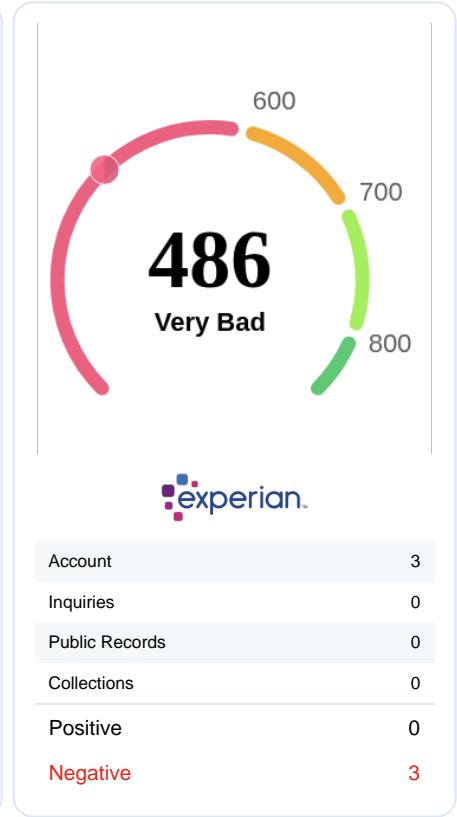 600
700
486
Very Bad
800
experian™
Account 3
Inquiries 0
Public Records 0
Collections 0
Positive 0
Negative 3